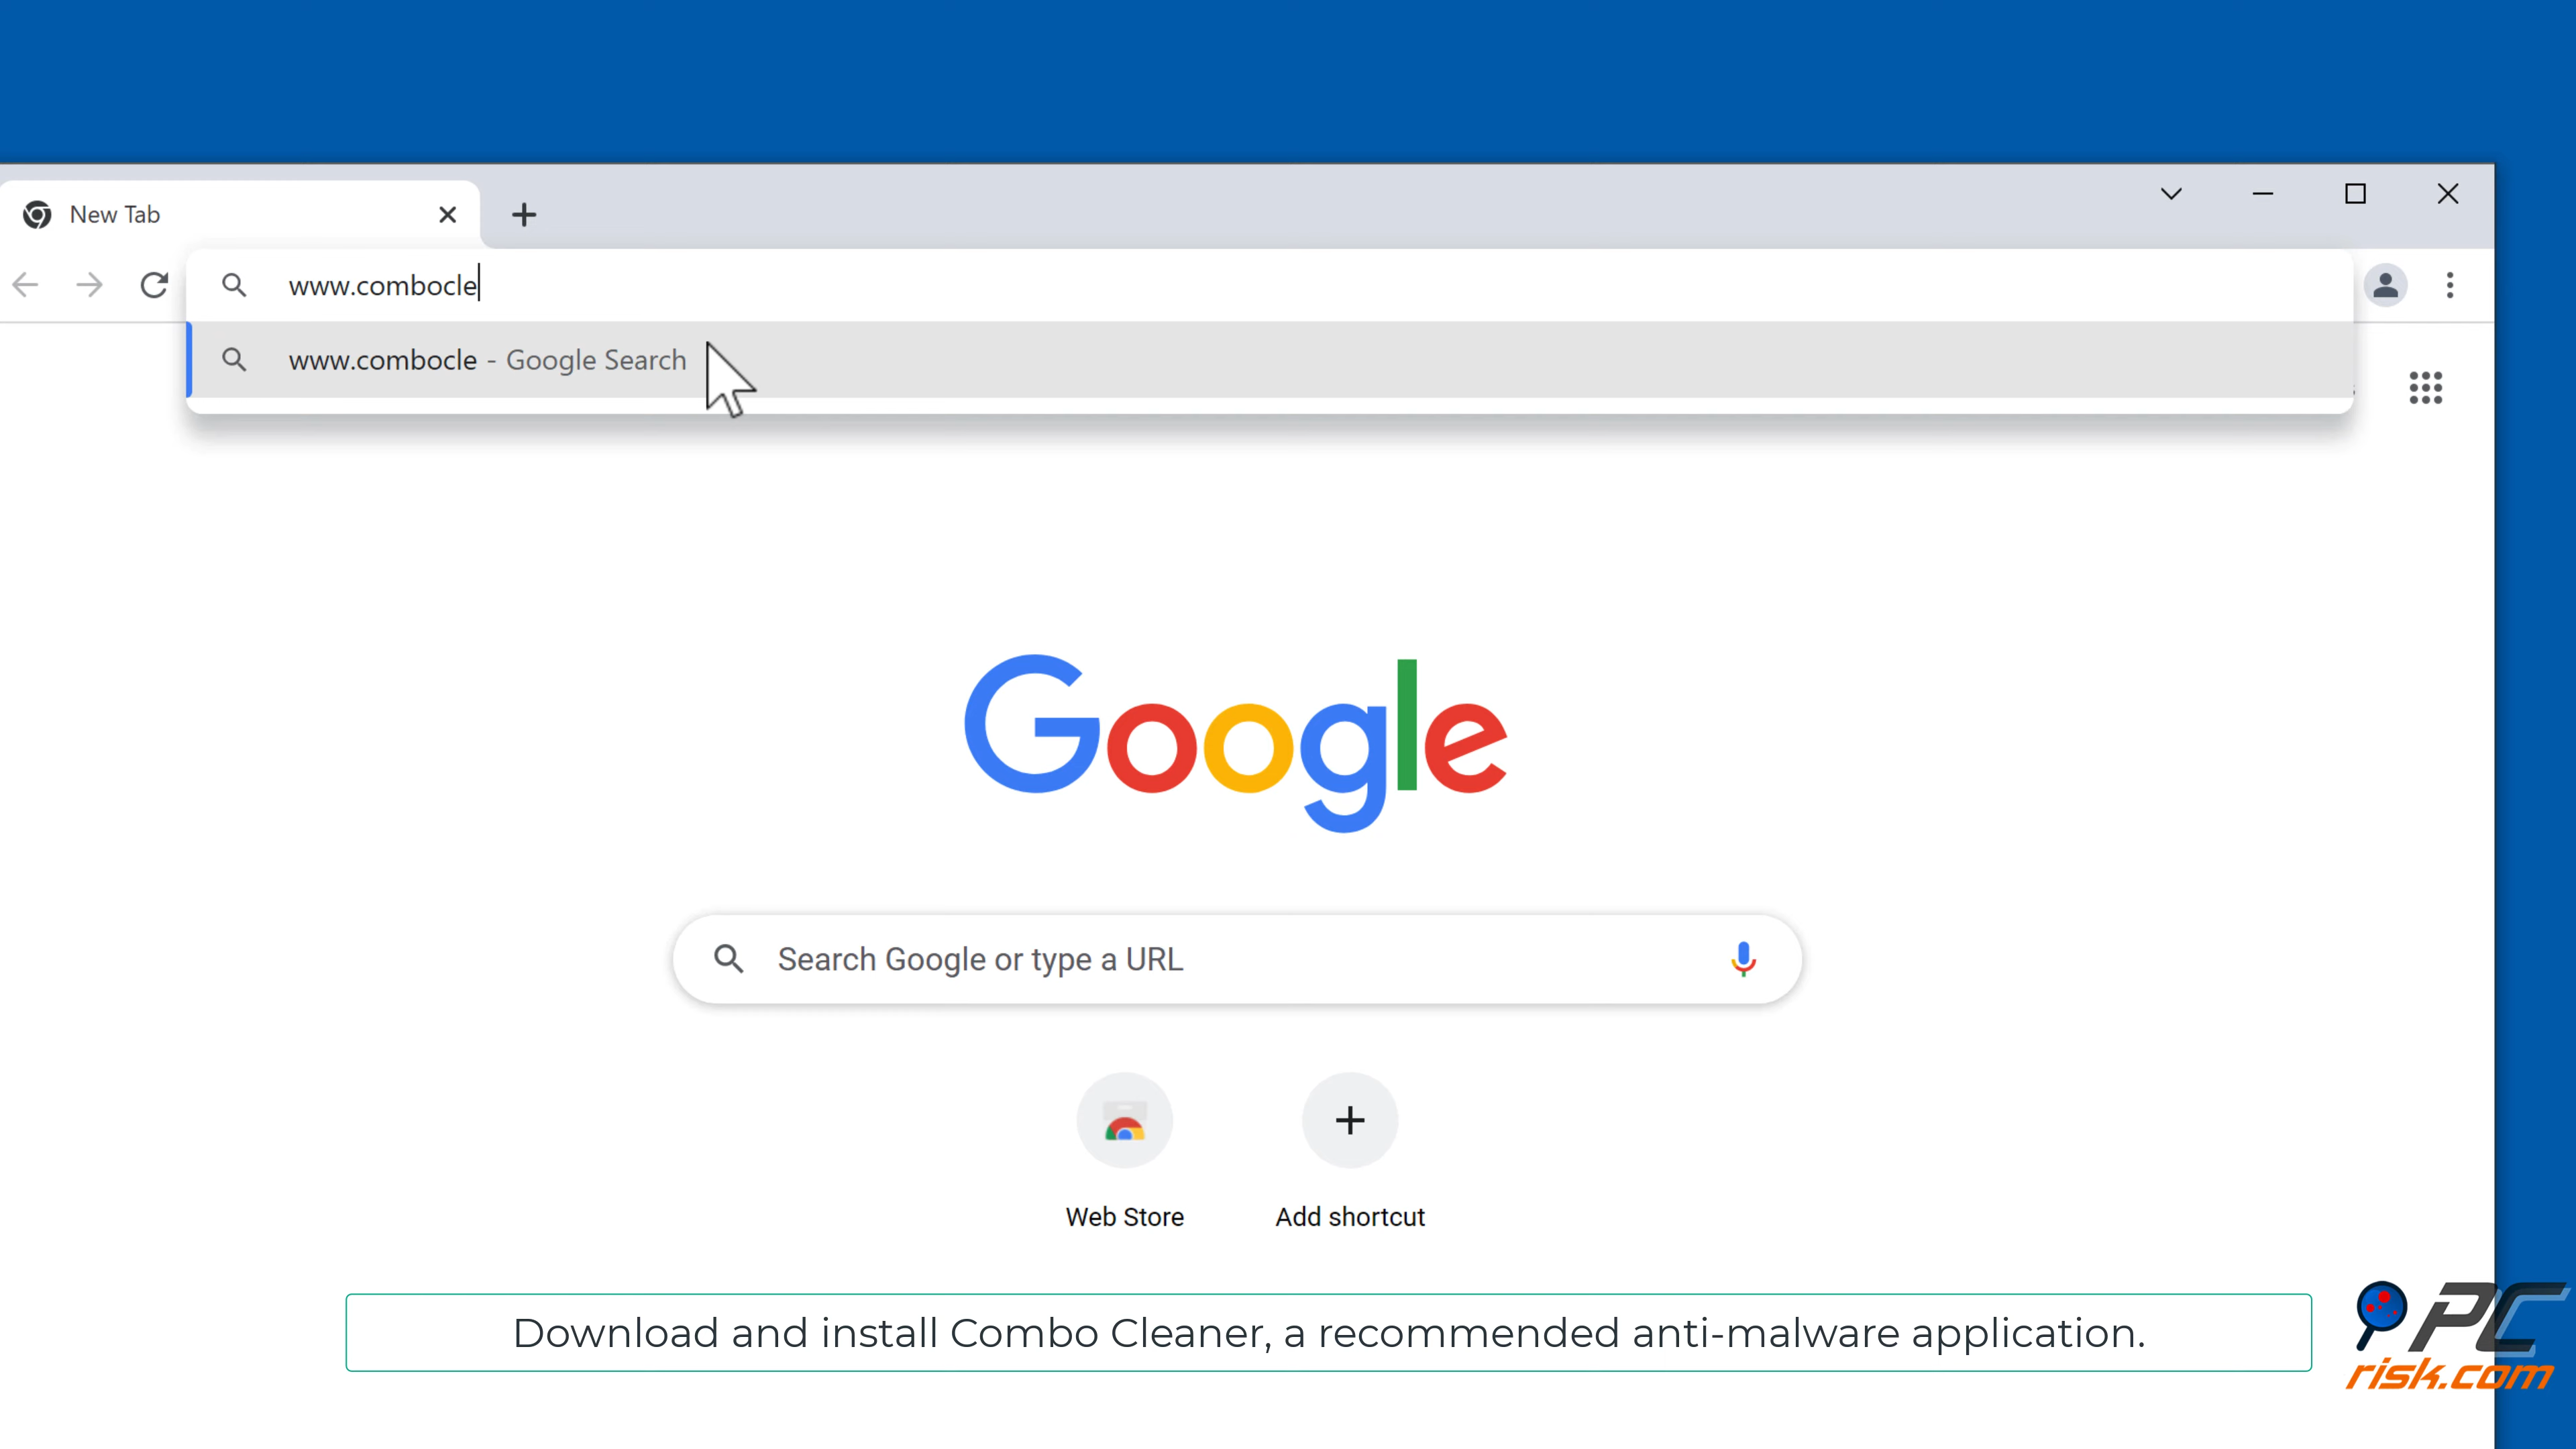 New Tab
www.combocle
www.combocle - Google Search
Google
Search Google or type a URL
Web Store
Add shortcut
Download and install Combo Cleaner, a recommended anti-malware application.
PC
risk.com